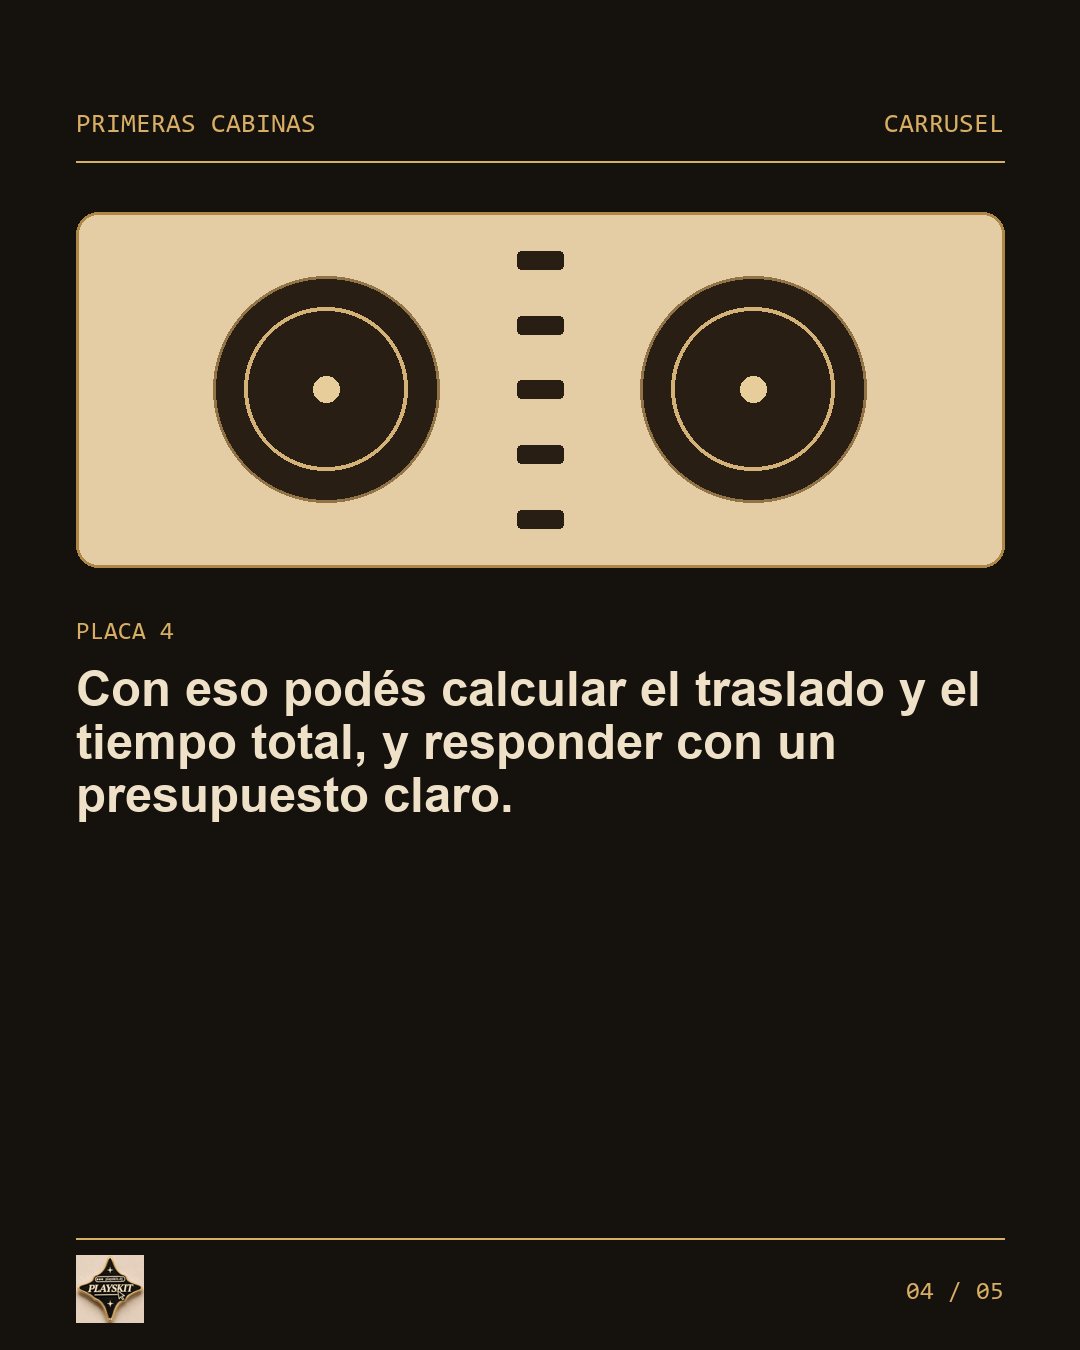 PRIMERAS CABINAS
CARRUSEL
PLACA 4
Con eso podés calcular el traslado y el
tiempo total, y responder con un
presupuesto claro.
PLAYSKIT
04 / 05